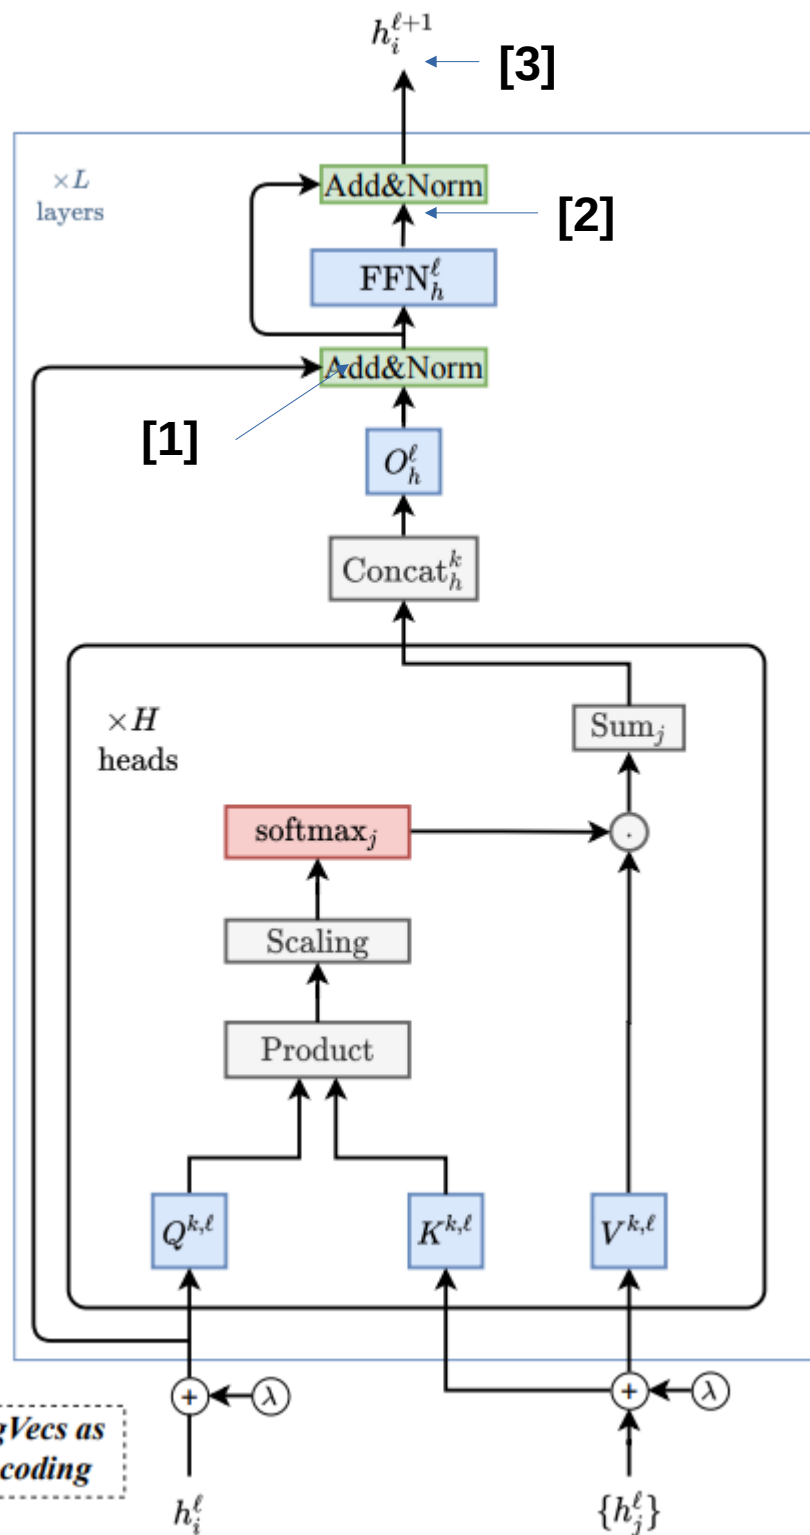 h_i^{ℓ+1}
[3]
×L
layers
Add&Norm
[2]
FFN_h^ℓ
Add&Norm
[1]
O_h^ℓ
Concat_h^k
×H
heads
Sum_j
softmax_j
·
Scaling
Product
Q^{k,ℓ} K^{k,ℓ} V^{k,ℓ}
+ λ + λ
gVecs as
coding
h_i^ℓ {h_j^ℓ}